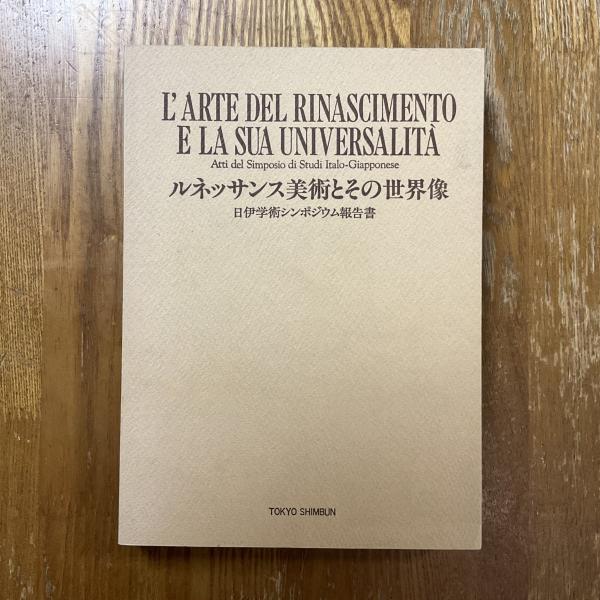 L'ARTE DEL RINASCIMENTO
E LA SUA UNIVERSALITÀ
Atti del Simposio di Studi Italo-Giapponese
ルネッサンス美術とその世界像
日伊学術シンポジウム報告書
TOKYO SHIMBUN